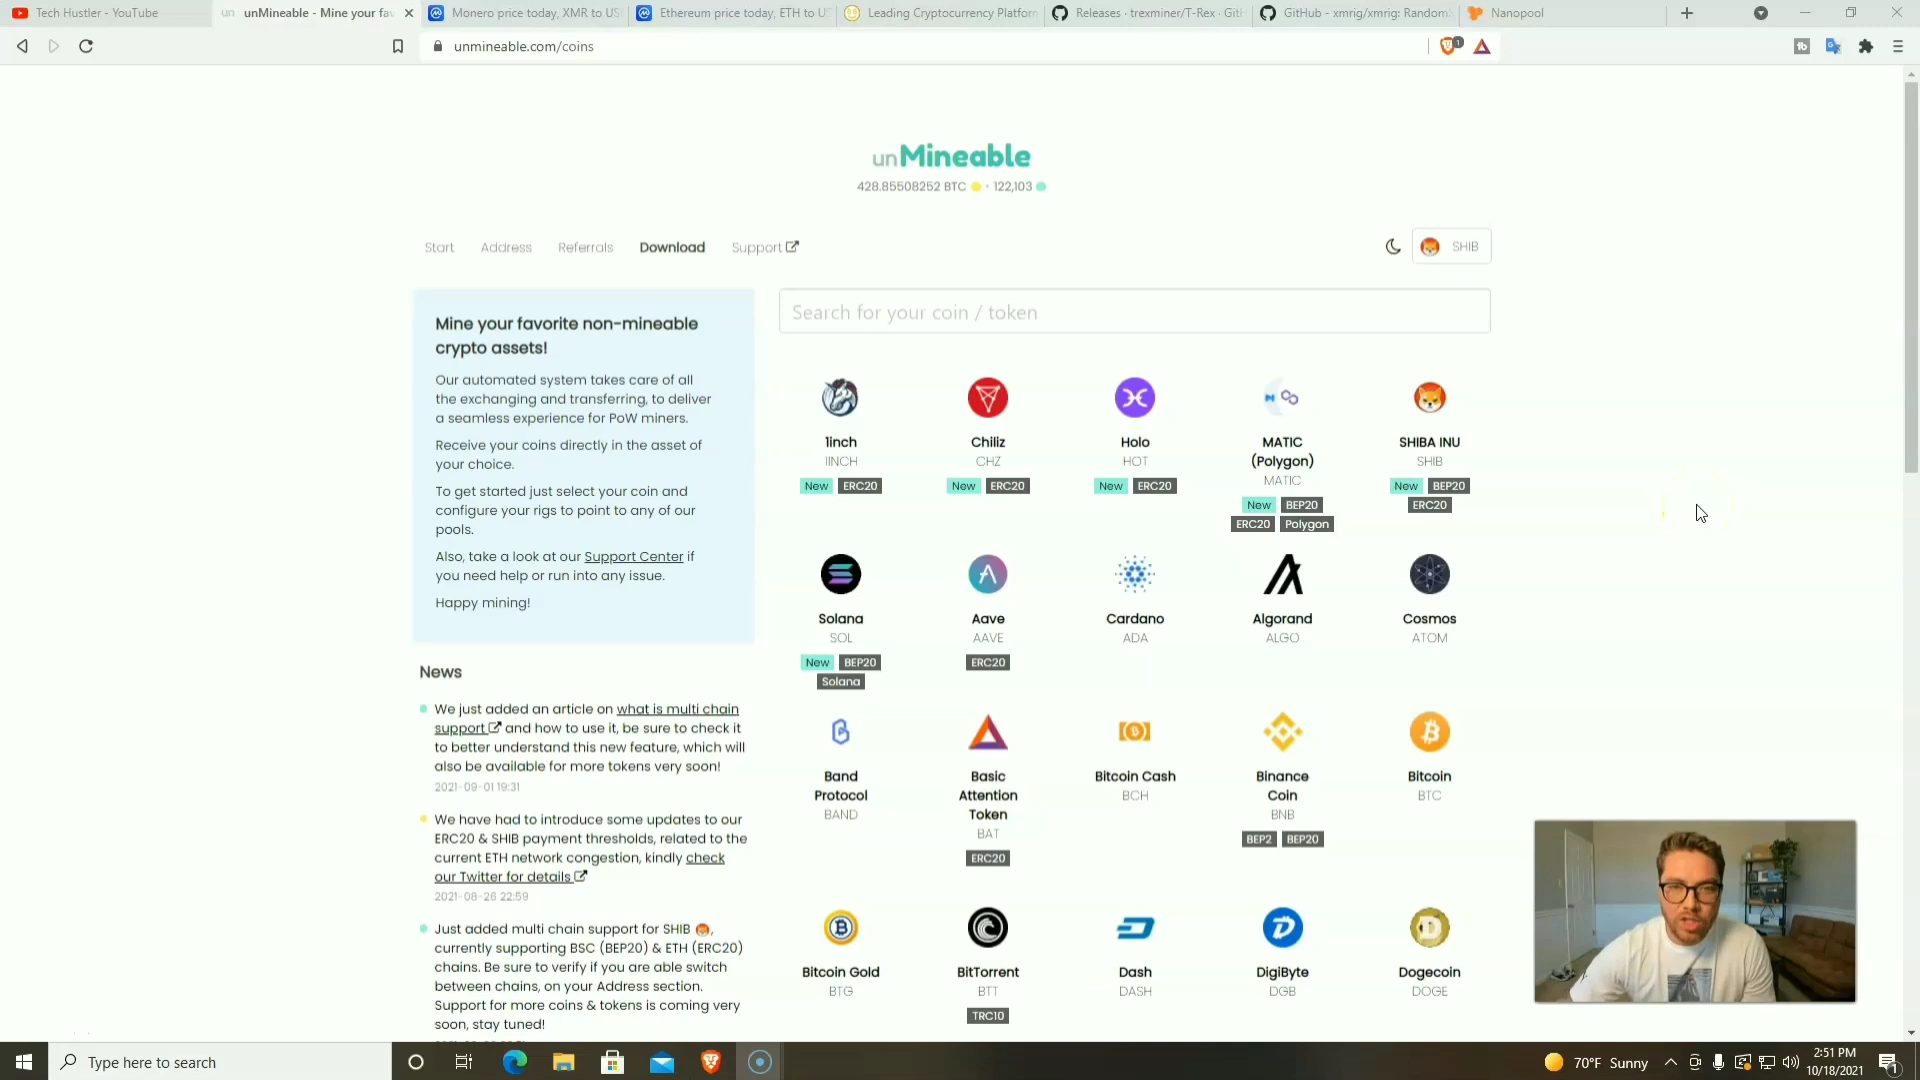 Tech Hustler - YouTube
unMineable - Mine your fav
Monero price today, XMR to US
Ethereum price today, ETH to US
Leading Cryptocurrency Platform
Releases · trexminer/T-Rex · Git
GitHub - xmrig/xmrig: Random
Nanopool
unmineable.com/coins
unMineable
428.85508252 BTC • 122,103
Start
Address
Referrals
Download
Support
SHIB
Mine your favorite non-mineable
crypto assets!
Our automated system takes care of all
the exchanging and transferring, to deliver
a seamless experience for PoW miners.
Receive your coins directly in the asset of
your choice.
To get started just select your coin and
configure your rigs to point to any of our
pools.
Also, take a look at our Support Center if
you need help or run into any issue.
Happy mining!
News
We just added an article on what is multi chain
support and how to use it, be sure to check it
to better understand this new feature, which will
also be available for more tokens very soon!
2021-09-01 19:31
We have had to introduce some updates to our
ERC20 & SHIB payment thresholds, related to the
current ETH network congestion, kindly check
our Twitter for details
2021-08-26 22:59
Just added multi chain support for SHIB ,
currently supporting BSC (BEP20) & ETH (ERC20)
chains. Be sure to verify if you are able switch
between chains, on your Address section.
Support for more coins & tokens is coming very
soon, stay tuned!
Search for your coin / token
1inch
1INCH
New ERC20
Chiliz
CHZ
New ERC20
Holo
HOT
New ERC20
MATIC
(Polygon)
MATIC
New BEP20
ERC20 Polygon
SHIBA INU
SHIB
New BEP20
ERC20
Solana
SOL
New BEP20
Solana
Aave
AAVE
ERC20
Cardano
ADA
Algorand
ALGO
Cosmos
ATOM
Band
Protocol
BAND
Basic
Attention
Token
BAT
ERC20
Bitcoin Cash
BCH
Binance
Coin
BNB
BEP2 BEP20
Bitcoin
BTC
Bitcoin Gold
BTG
BitTorrent
BTT
TRC10
Dash
DASH
DigiByte
DGB
Dogecoin
DOGE
Type here to search
70°F Sunny
2:51 PM
10/18/2021